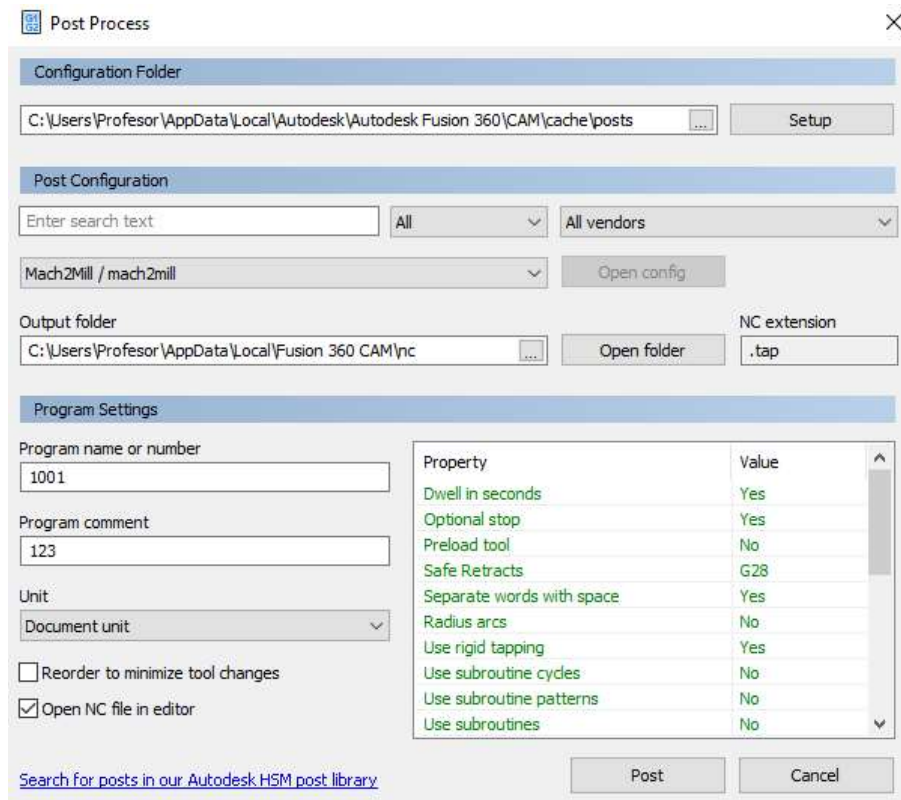 G1
G2
Post Process
Configuration Folder
C:\Users\Profesor\AppData\Local\Autodesk\Autodesk Fusion 360\CAM\cache\posts ... Setup
Post Configuration
Enter search text All All vendors
Mach2Mill / mach2mill Open config
Output folder NC extension
C:\Users\Profesor\AppData\Local\Fusion 360 CAM\nc ... Open folder .tap
Program Settings
Program name or number
1001
Program comment
123
Unit
Document unit
Reorder to minimize tool changes
Open NC file in editor
Property Value
Dwell in seconds Yes
Optional stop Yes
Preload tool No
Safe Retracts G28
Separate words with space Yes
Radius arcs No
Use rigid tapping Yes
Use subroutine cycles No
Use subroutine patterns No
Use subroutines No
Search for posts in our Autodesk HSM post library Post Cancel